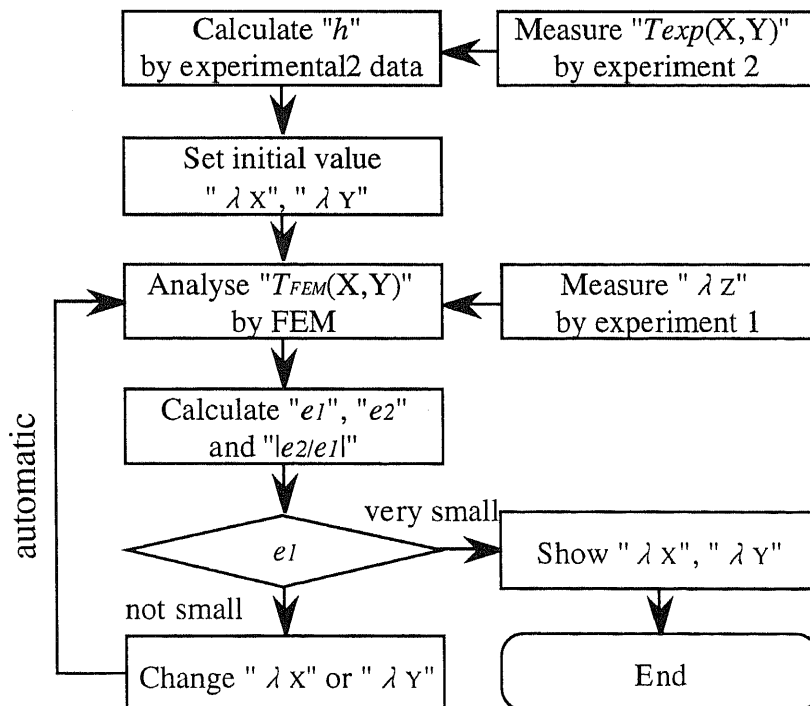 Calculate "h"
by experimental2 data
Measure "Texp(X,Y)"
by experiment 2
Set initial value
" λ X", " λ Y"
Analyse "TFEM(X,Y)"
by FEM
Measure " λ Z"
by experiment 1
Calculate "e1", "e2"
and "|e2/e1|"
automatic
e1
very small
Show " λ X", " λ Y"
not small
Change " λ X" or " λ Y"
End